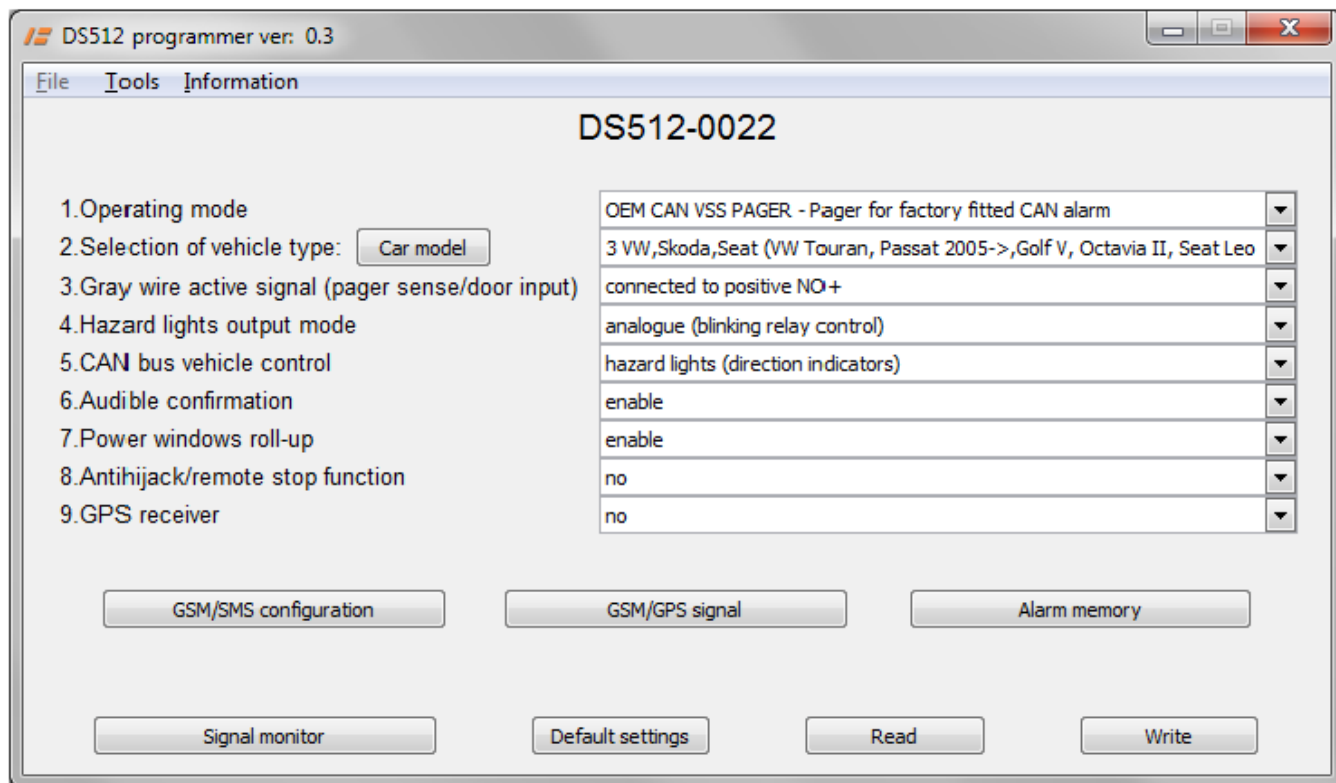 DS512 programmer ver: 0.3
File Tools Information
DS512-0022
1.Operating mode OEM CAN VSS PAGER - Pager for factory fitted CAN alarm
2.Selection of vehicle type: Car model 3 VW,Skoda,Seat (VW Touran, Passat 2005->,Golf V, Octavia II, Seat Leo
3.Gray wire active signal (pager sense/door input) connected to positive NO+
4.Hazard lights output mode analogue (blinking relay control)
5.CAN bus vehicle control hazard lights (direction indicators)
6.Audible confirmation enable
7.Power windows roll-up enable
8.Antihijack/remote stop function no
9.GPS receiver no
GSM/SMS configuration GSM/GPS signal Alarm memory
Signal monitor Default settings Read Write